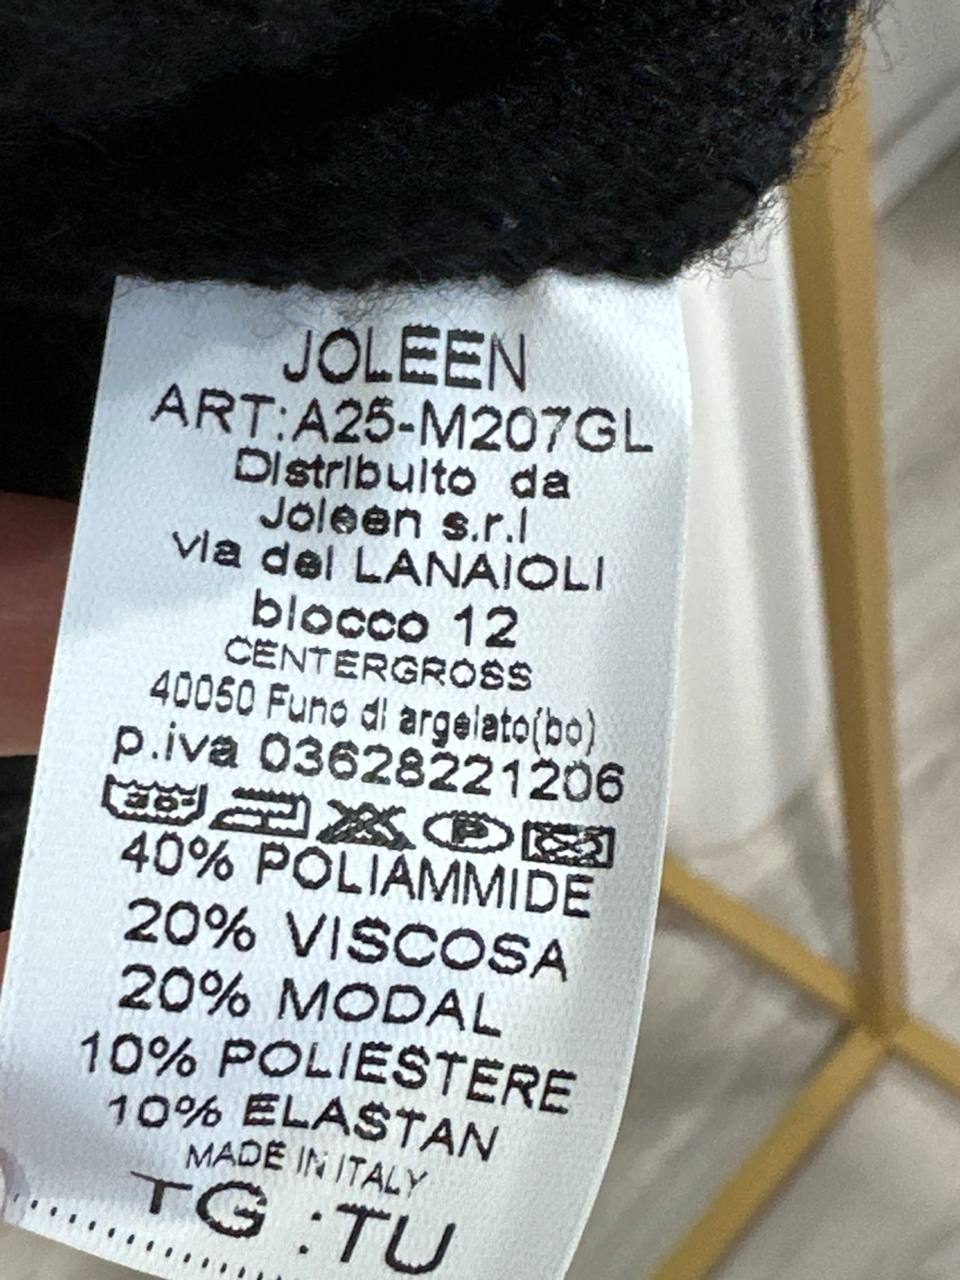 JOLEEN
ART:A25-M207GL
Distribuito da
Joleen s.r.l
via dei LANAIOLI
blocco 12
CENTERGROSS
40050 Funo di argelato(bo)
p.iva 03628221206
30°
P
40% POLIAMMIDE
20% VISCOSA
20% MODAL
10% POLIESTERE
10% ELASTAN
MADE IN ITALY
TG :TU